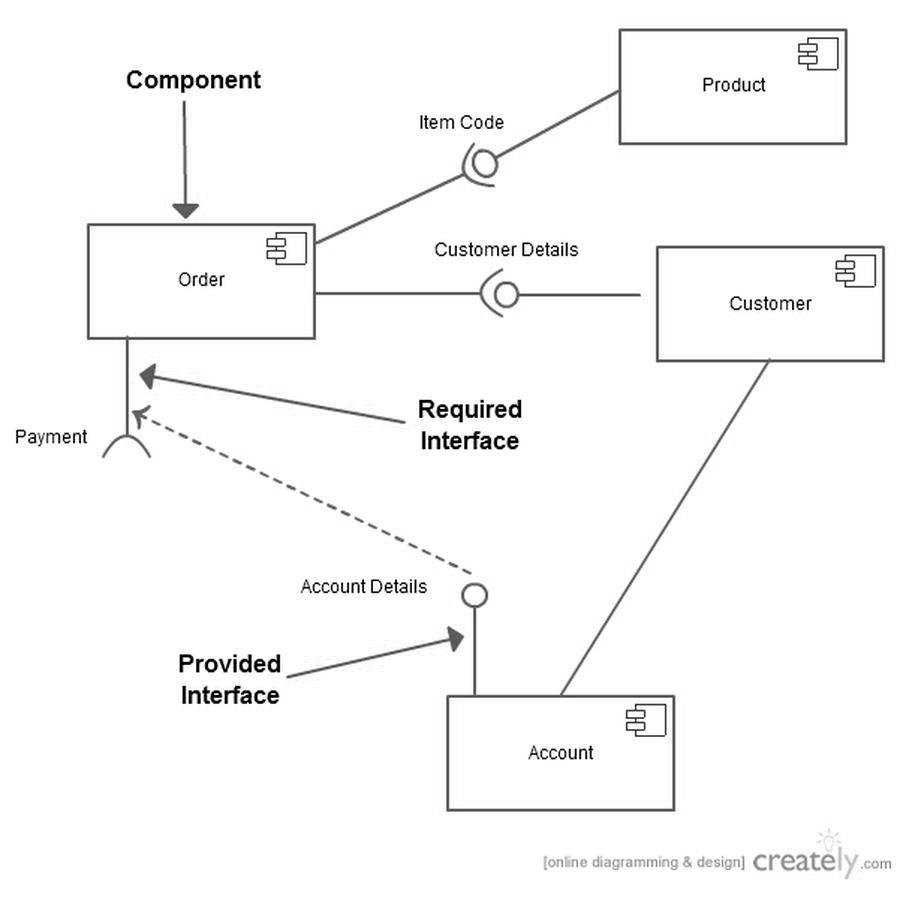 Component
Item Code
Product
Order
Customer Details
Customer
Required
Interface
Payment
Account Details
Provided
Interface
Account
[online diagramming & design] creately.com